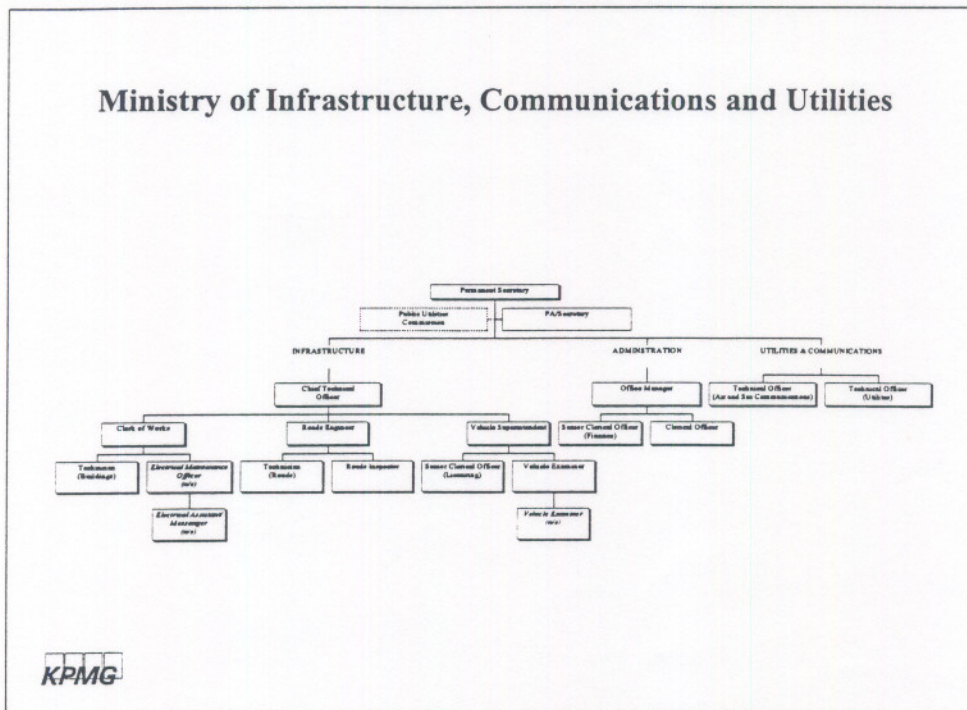 Ministry of Infrastructure, Communications and Utilities
Permanent Secretary
Public Utilities
Commission
PA/Secretary
INFRASTRUCTURE
ADMINISTRATION
UTILITIES & COMMUNICATIONS
Chief Technical
Officer
Office Manager
Technical Officer
(Air and Sea Communications)
Technical Officer
(Utilities)
Clerk of Works
Roads Engineer
Vehicle Superintendent
Senior Clerical Officer
(Finance)
Clerical Officer
Technician
(Buildings)
Electrical Maintenance
Officer
Technician
(Roads)
Roads Inspector
Senior Clerical Officer
(Licensing)
Vehicle Examiner
Electrical Assistant
Messenger
Vehicle Examiner
KPMG